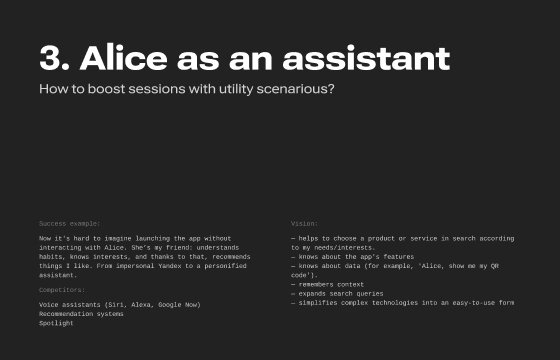 3. Alice as an assistant
How to boost sessions with utility scenarious?
Success example:
Now it's hard to imagine launching the app without
interacting with Alice. She's my friend: understands
habits, knows interests, and thanks to that, recommends
things I like. From impersonal Yandex to a personified
assistant.
Competitors:
Voice assistants (Siri, Alexa, Google Now)
Recommendation systems
Spotlight
Vision:
— helps to choose a product or service in search according
to my needs/interests.
— knows about the app's features
— knows about data (for example, 'Alice, show me my QR
code').
— remembers context
— expands search queries
— simplifies complex technologies into an easy-to-use form